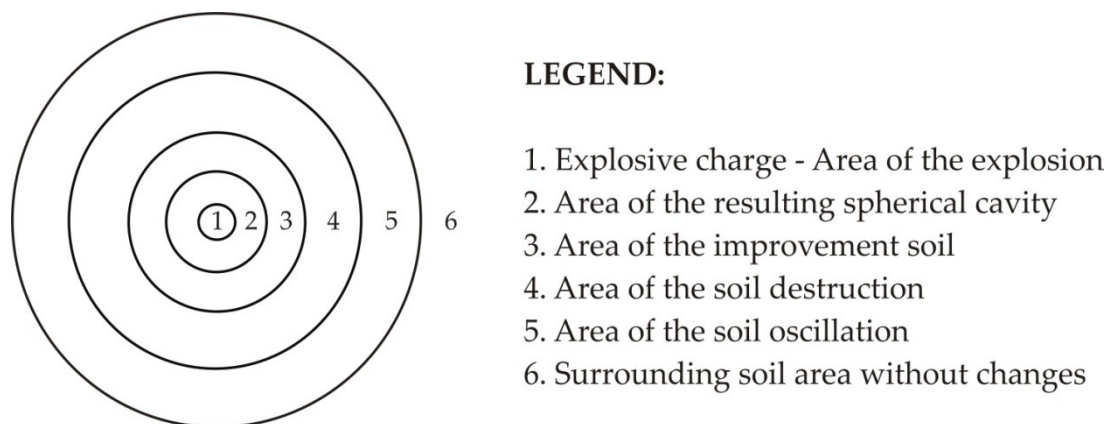 LEGEND:
1. Explosive charge - Area of the explosion
2. Area of the resulting spherical cavity
3. Area of the improvement soil
4. Area of the soil destruction
5. Area of the soil oscillation
6. Surrounding soil area without changes
1 2 3 4 5 6